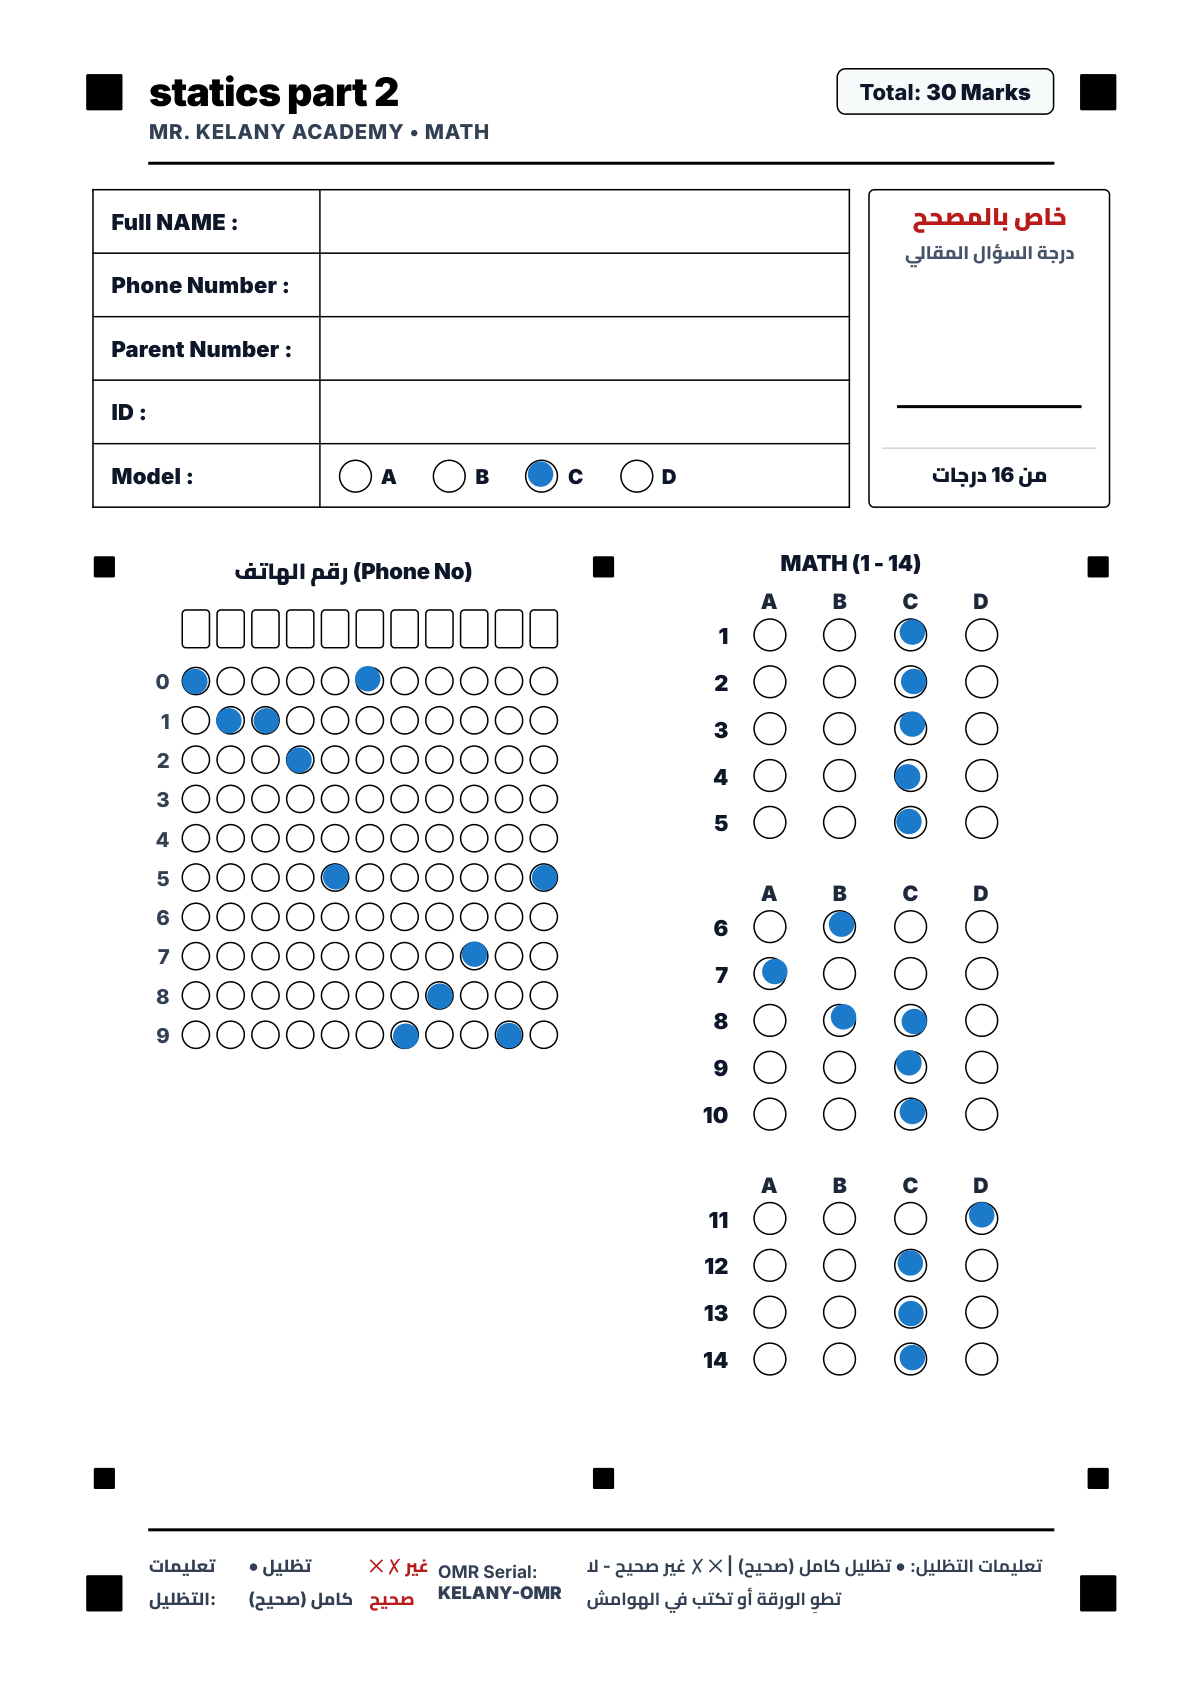 statics part 2
Total: 30 Marks
MR. KELANY ACADEMY • MATH
Full NAME :
Phone Number :
Parent Number :
ID :
Model :
A B C D
خاص بالمصحح
درجة السؤال المقالي
من 16 درجات
رقم الهاتف (Phone No)
0
1
2
3
4
5
6
7
8
9
MATH (1 - 14)
A B C D
1
2
3
4
5
A B C D
6
7
8
9
10
A B C D
11
12
13
14
تعليمات
التظليل:
● تظليل
كامل (صحيح)
✗✕ غير
صحيح
OMR Serial:
KELANY-OMR
تعليمات التظليل: ● تظليل كامل (صحيح) | ✕✗ غير صحيح - لا
تطوِ الورقة أو تكتب في الهوامش